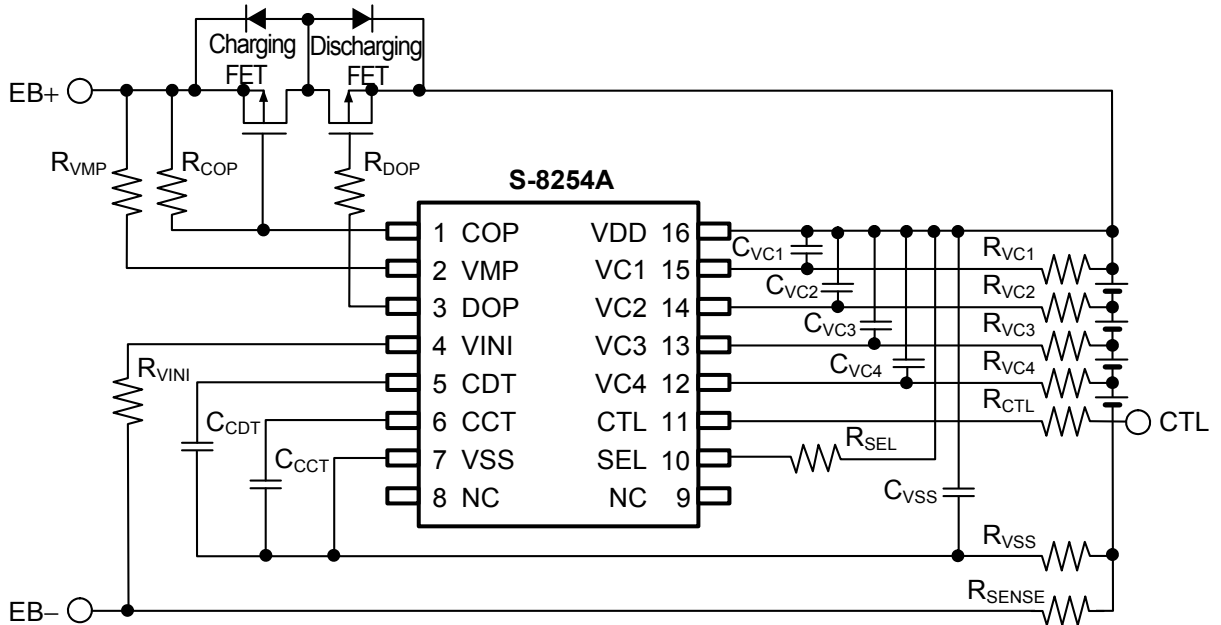 Charging Discharging
FET FET
EB+
RVMP
RCOP
RDOP
S-8254A
1 COP VDD 16
2 VMP VC1 15
3 DOP VC2 14
4 VINI VC3 13
5 CDT VC4 12
6 CCT CTL 11
7 VSS SEL 10
8 NC NC 9
CVC1
CVC2
CVC3
CVC4
RVC1
RVC2
RVC3
RVC4
RCTL
CTL
RVINI
CCDT
CCCT
RSEL
CVSS
RVSS
RSENSE
EB−